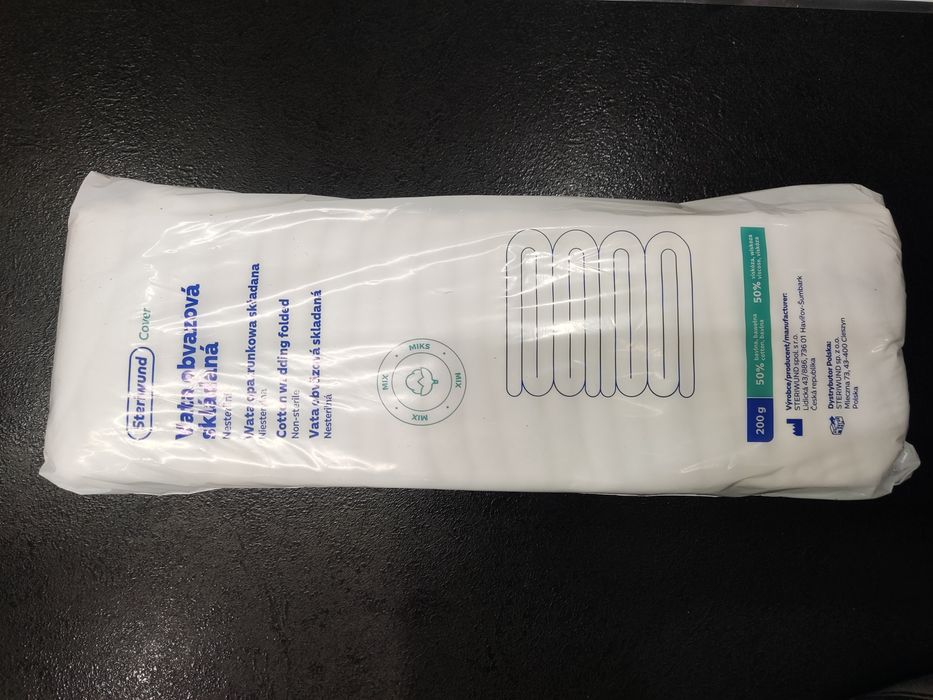 Steriwund Cover
Vata obvazová
skládaná
Nesterilní
Wata opatrunkowa składana
Niesterylna
Cotton wadding folded
Non-sterile
Vata obväzová skladaná
Nesterilná
MIKS
MIX
MIX
MIX
200 g
50% bavlna, bawełna
cotton, bavlna
50% viskóza, wiskoza
viscose, viskóza
Výrobce/producent/manufacturer:
STERIWUND spol. s r.o.
Lidická 43/886, 736 01 Havířov-Šumbark
Česká republika
Dystrybutor Polska:
STERIWUND sp. z o.o.
Mleczna 73, 43-400 Cieszyn
Polska